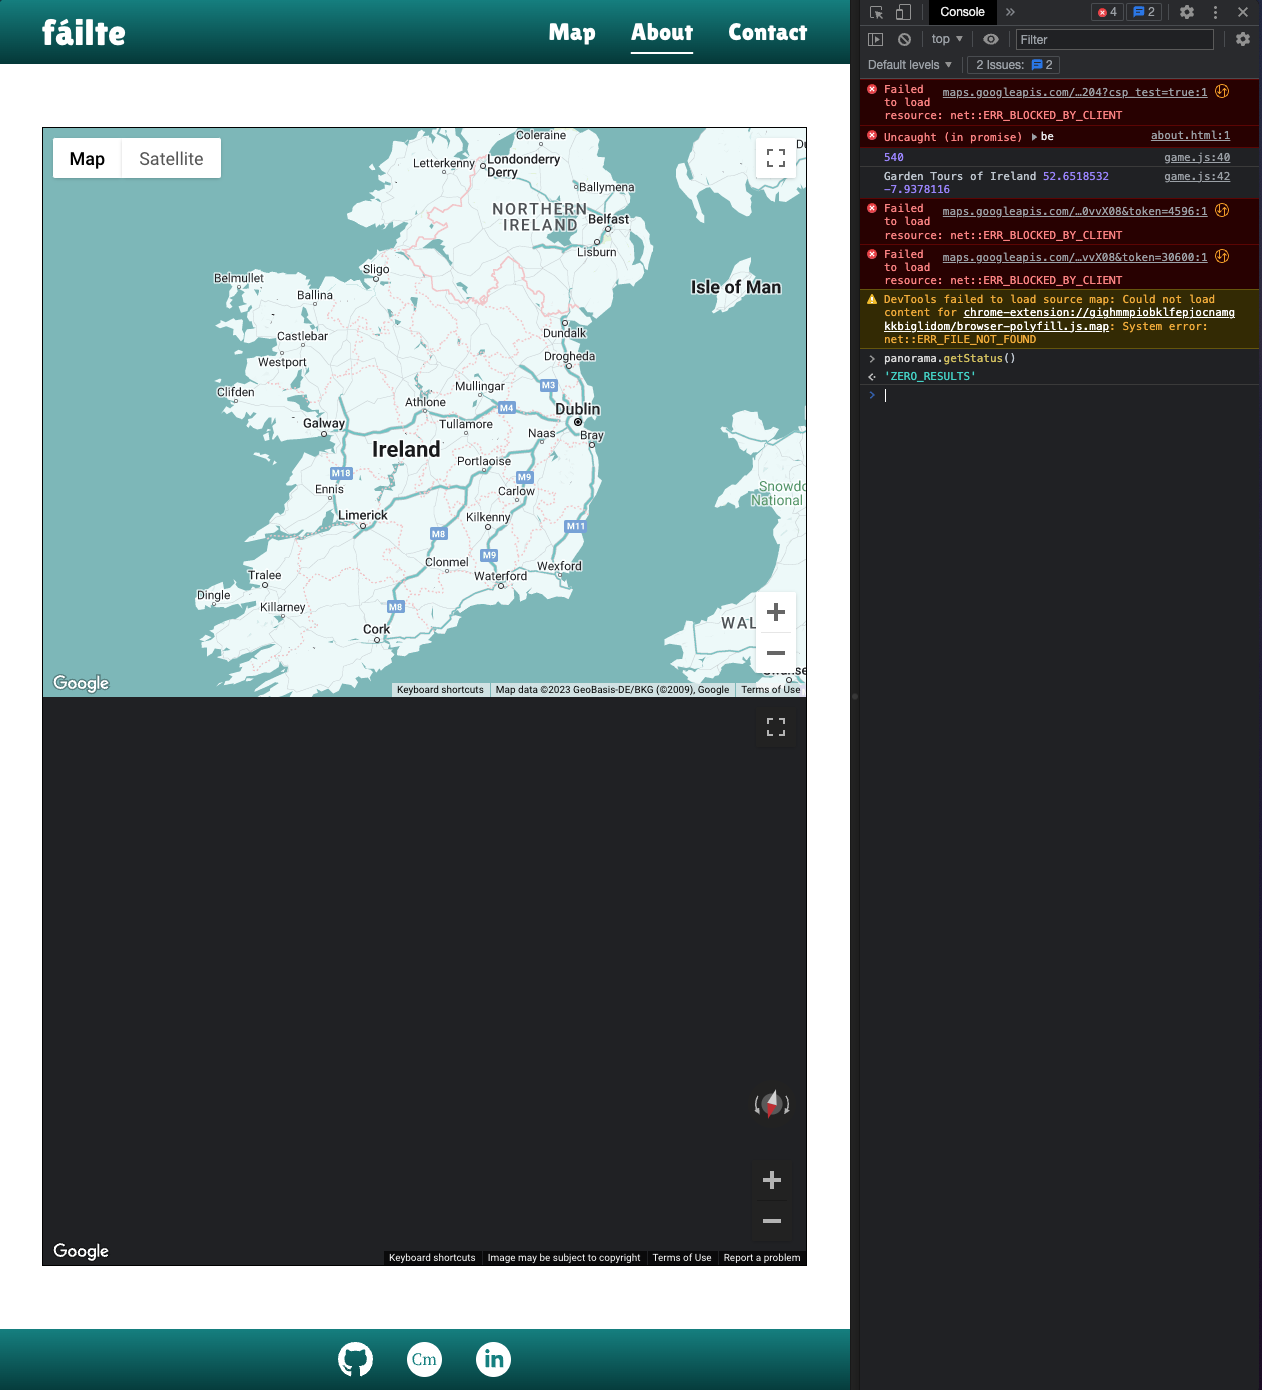 fáilte
Map About Contact
Map Satellite
Coleraine
Letterkenny
Londonderry
Derry
Ballymena
NORTHERN
IRELAND
Belfast
Lisburn
Sligo
Belmullet
Ballina
Isle of Man
Castlebar
Dundalk
Westport
Drogheda
Clifden
Mullingar
M3
Athlone
M4
Dublin
Galway
Tullamore
Naas
Bray
Ireland
Portlaoise
M18
M9
Ennis
Carlow
Snowdo
National
Limerick
Kilkenny
M11
M8
M9
Clonmel
Wexford
Tralee
Waterford
Dingle
Killarney
M8
Cork
WAL
Google
Keyboard shortcuts Map data ©2023 GeoBasis-DE/BKG (©2009), Google Terms of Use
Google
Keyboard shortcuts Image may be subject to copyright Terms of Use Report a problem
Cm
in
Console 4 2
top Filter
Default levels 2 Issues: 2
Failed maps.googleapis.com/…204?csp_test=true:1
to load
resource: net::ERR_BLOCKED_BY_CLIENT
Uncaught (in promise) be about.html:1
540 game.js:40
Garden Tours of Ireland 52.6518532 game.js:42
-7.9378116
Failed maps.googleapis.com/…0vvX08&token=4596:1
to load
resource: net::ERR_BLOCKED_BY_CLIENT
Failed maps.googleapis.com/…vvX08&token=30600:1
to load
resource: net::ERR_BLOCKED_BY_CLIENT
DevTools failed to load source map: Could not load
content for chrome-extension://gighmmpiobklfepjocnamg
kkbiglidom/browser-polyfill.js.map: System error:
net::ERR_FILE_NOT_FOUND
panorama.getStatus()
'ZERO_RESULTS'